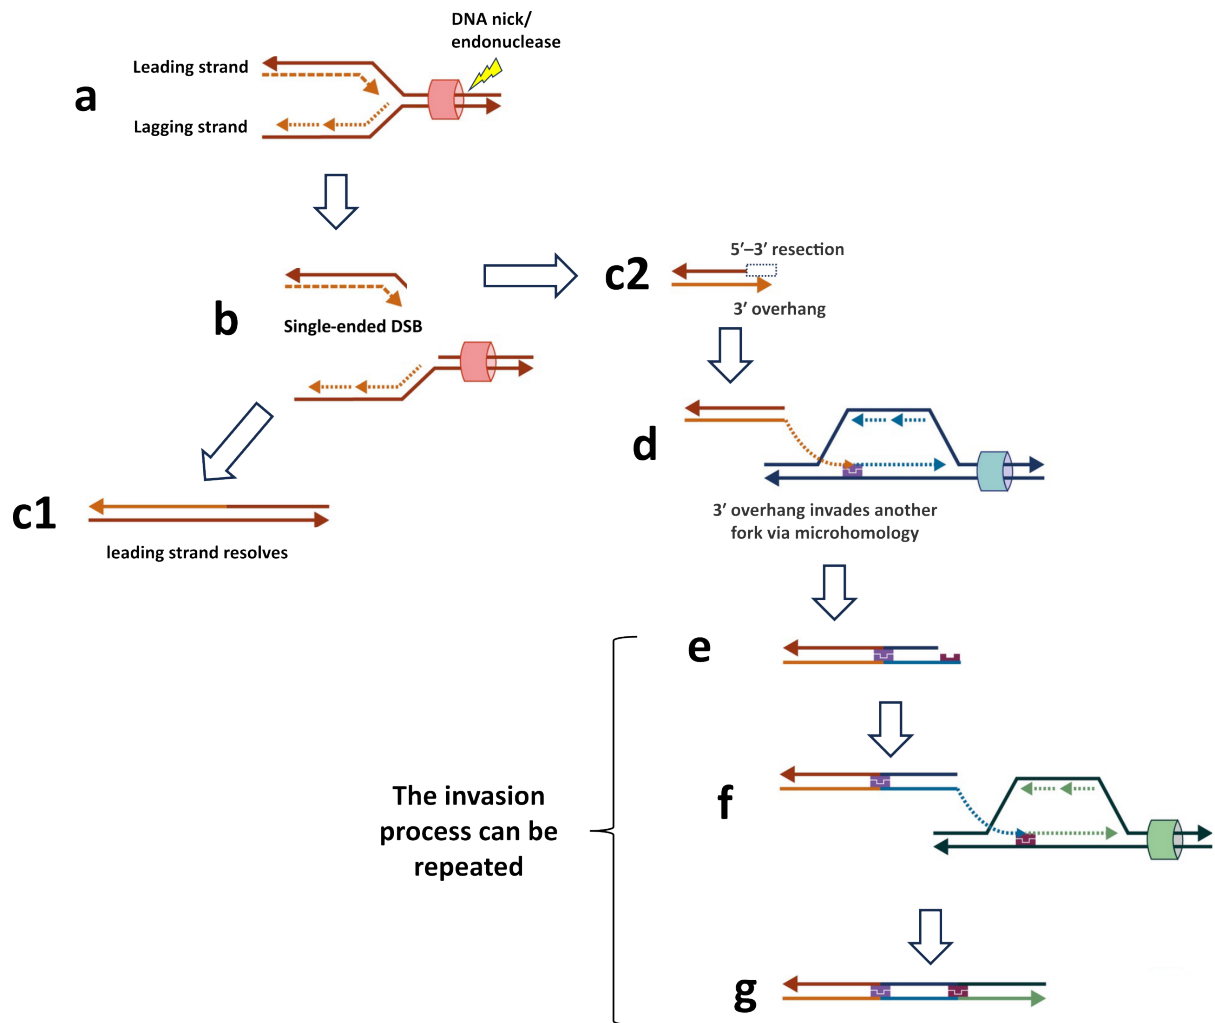 DNA nick/
endonuclease
Leading strand
a
Lagging strand
5′–3′ resection
c2
b
Single-ended DSB
3′ overhang
d
c1
3′ overhang invades another
fork via microhomology
leading strand resolves
e
The invasion
process can be
repeated
f
g